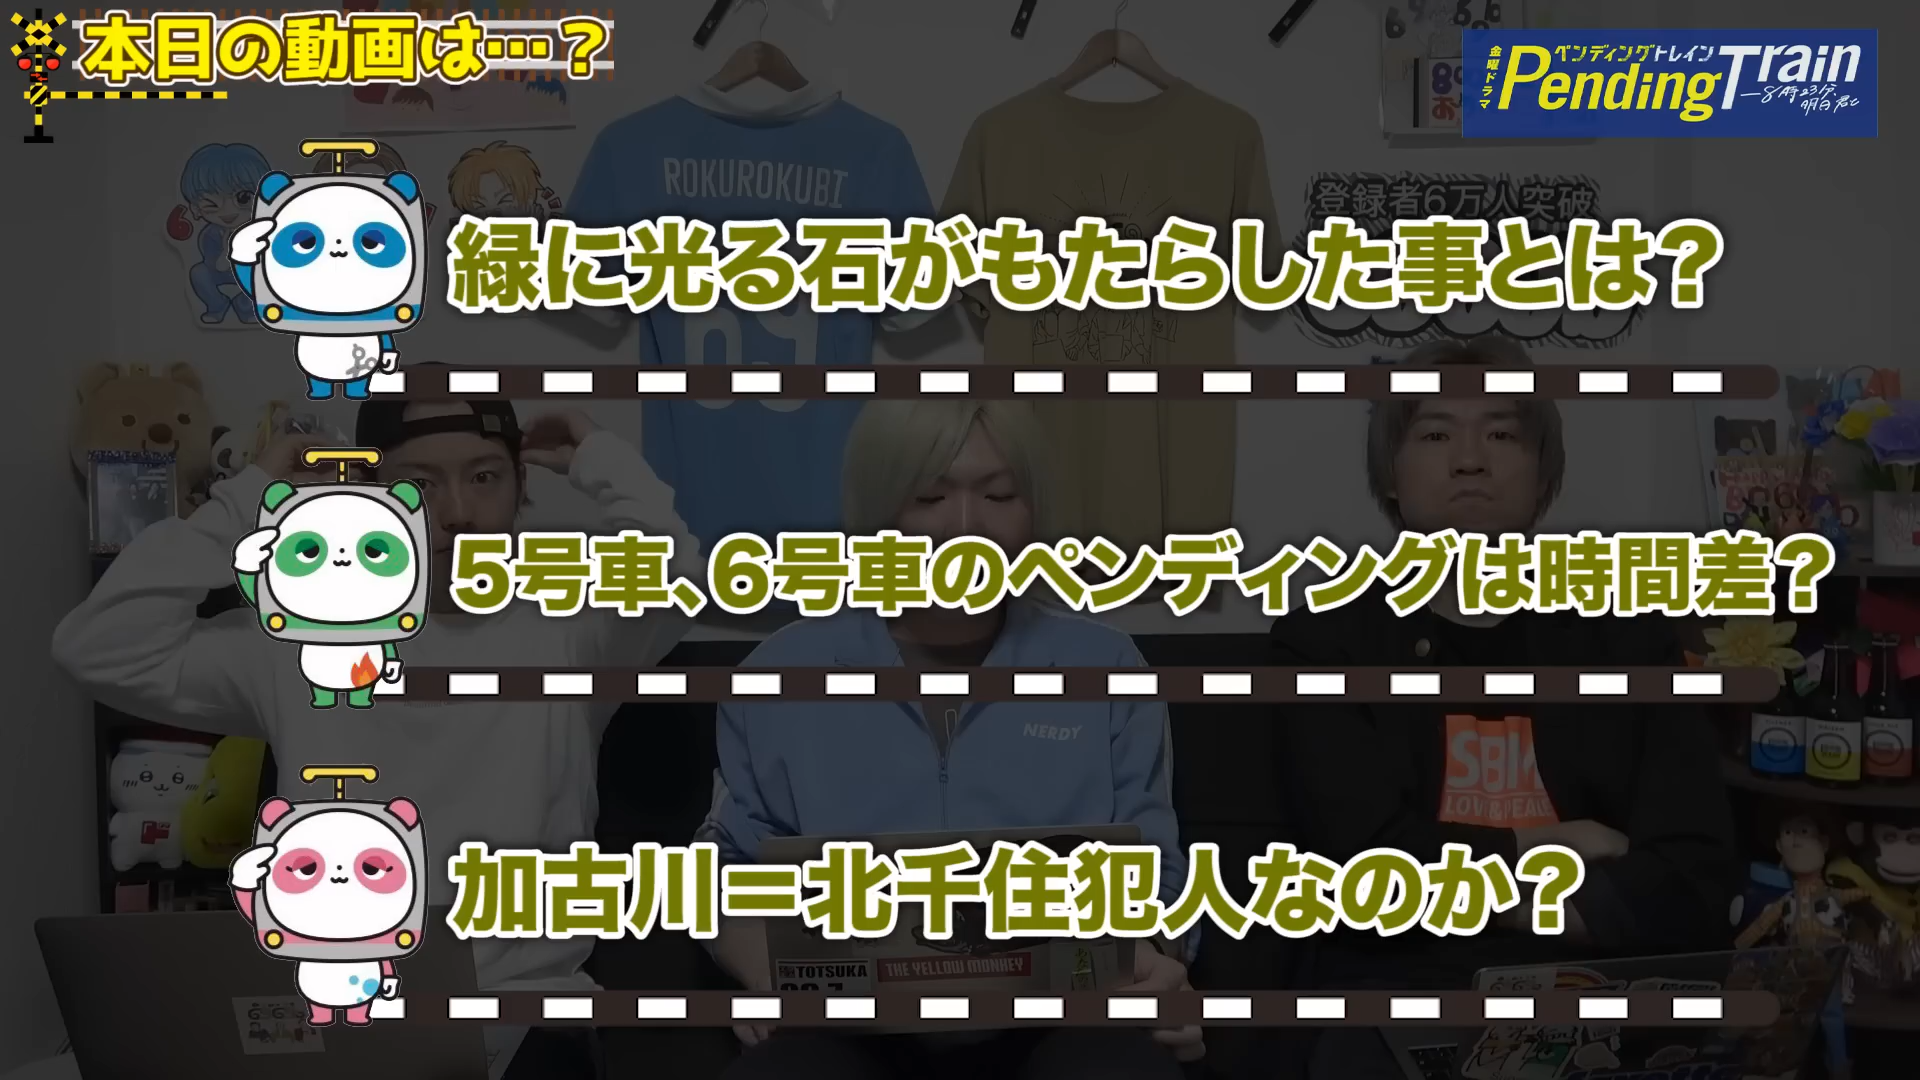 本日の動画は…？
金曜ドラマ
ペンディングトレイン
PendingTrain
—8時23分、明日 君と
ROKUROKUBI
69
登録者6万人突破
緑に光る石がもたらした事とは？
5号車、6号車のペンディングは時間差？
NERDY
SBM
LOVE&PEACE
加古川＝北千住犯人なのか？
TOTSUKA
THE YELLOW MONKEY